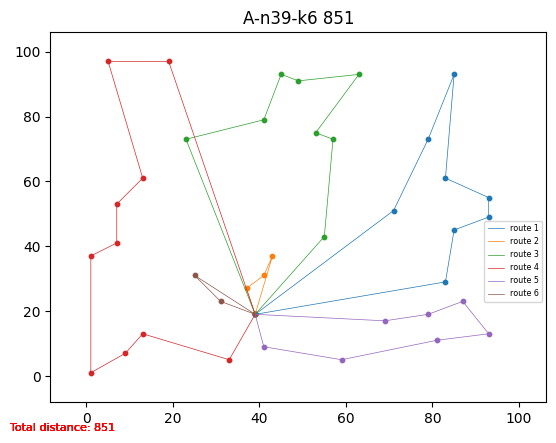 A-n39-k6 851
100
80
60
40
20
0
route 1
route 2
route 3
route 4
route 5
route 6
0 20 40 60 80 100
Total distance: 851